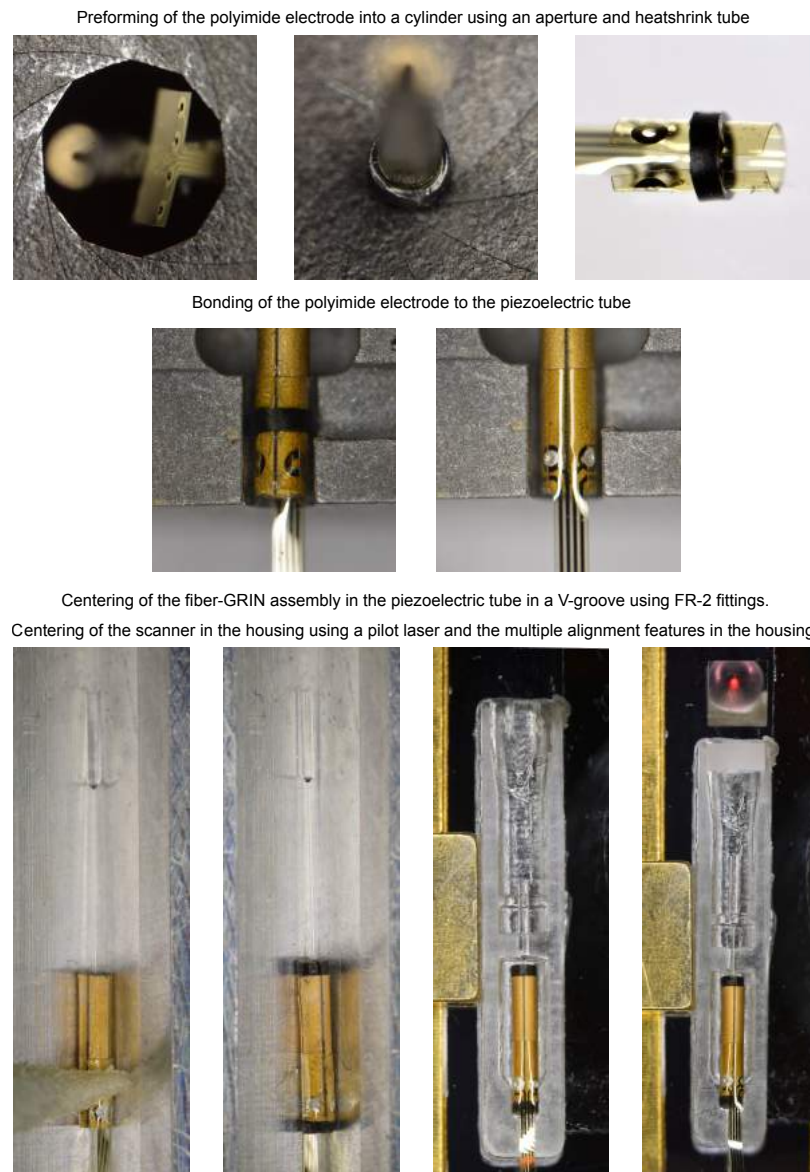 Preforming of the polyimide electrode into a cylinder using an aperture and heatshrink tube
Bonding of the polyimide electrode to the piezoelectric tube
Centering of the fiber-GRIN assembly in the piezoelectric tube in a V-groove using FR-2 fittings.
Centering of the scanner in the housing using a pilot laser and the multiple alignment features in the housing